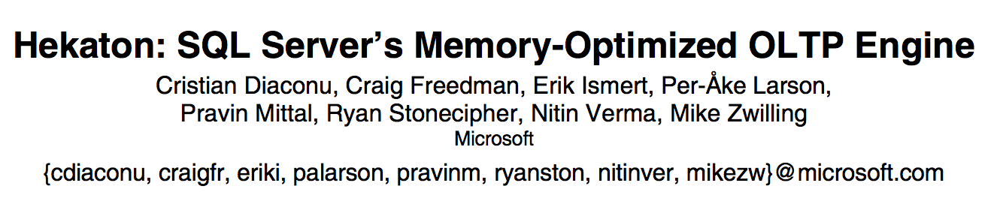 Hekaton: SQL Server’s Memory-Optimized OLTP Engine
Cristian Diaconu, Craig Freedman, Erik Ismert, Per-Åke Larson,
Pravin Mittal, Ryan Stonecipher, Nitin Verma, Mike Zwilling
Microsoft
{cdiaconu, craigfr, eriki, palarson, pravinm, ryanston, nitinver, mikezw}@microsoft.com